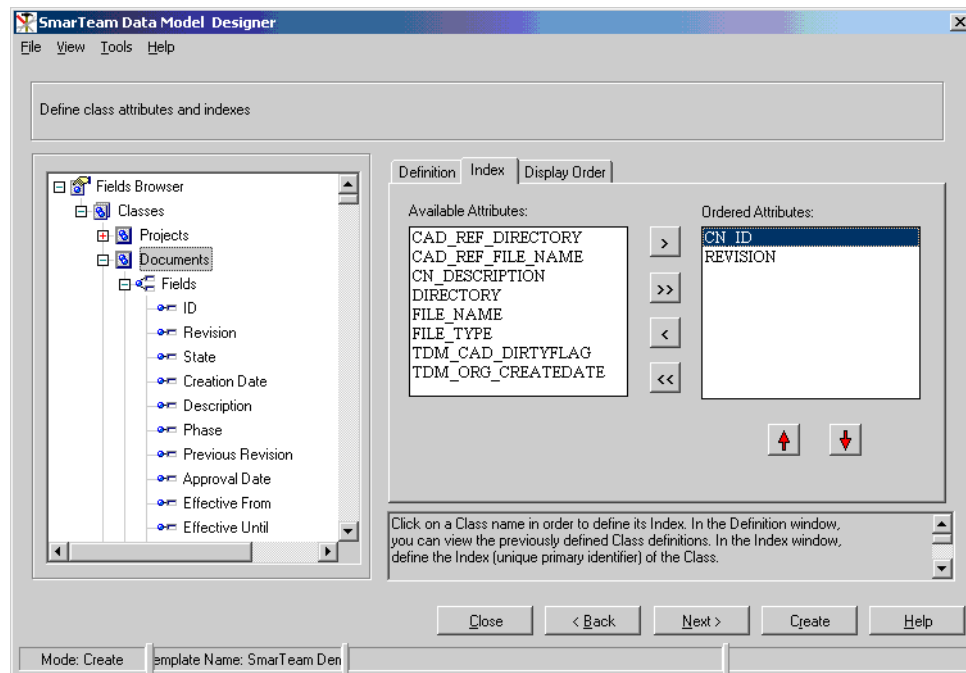 SmarTeam Data Model Designer
File View Tools Help
Define class attributes and indexes
Fields Browser
Classes
Projects
Documents
Fields
ID
Revision
State
Creation Date
Description
Phase
Previous Revision
Approval Date
Effective From
Effective Until
Definition Index Display Order
Available Attributes:
CAD_REF_DIRECTORY
CAD_REF_FILE_NAME
CN_DESCRIPTION
DIRECTORY
FILE_NAME
FILE_TYPE
TDM_CAD_DIRTYFLAG
TDM_ORG_CREATEDATE
>
>>
<
<<
Ordered Attributes:
CN_ID
REVISION
Click on a Class name in order to define its Index. In the Definition window,
you can view the previously defined Class definitions. In the Index window,
define the Index (unique primary identifier) of the Class.
Close < Back Next > Create Help
Mode: Create emplate Name: SmarTeam Den